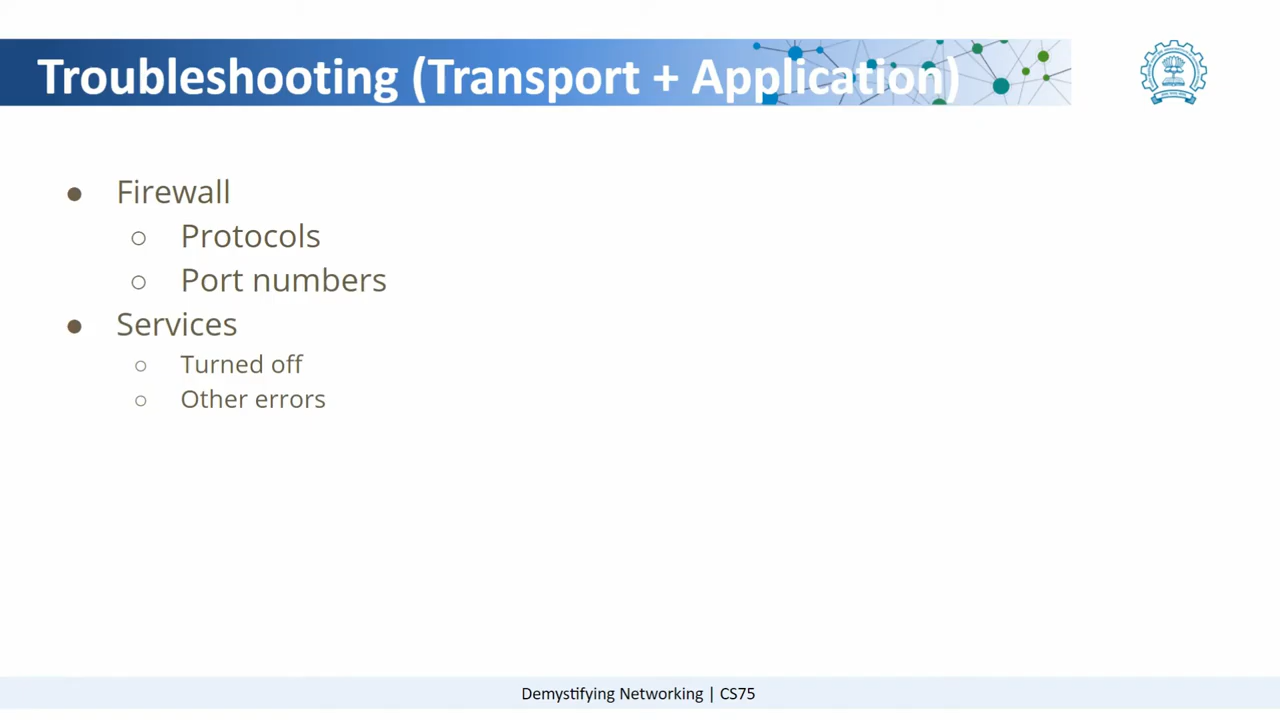 Troubleshooting (Transport + Application)
● Firewall
○ Protocols
○ Port numbers
● Services
○ Turned off
○ Other errors
Demystifying Networking | CS75